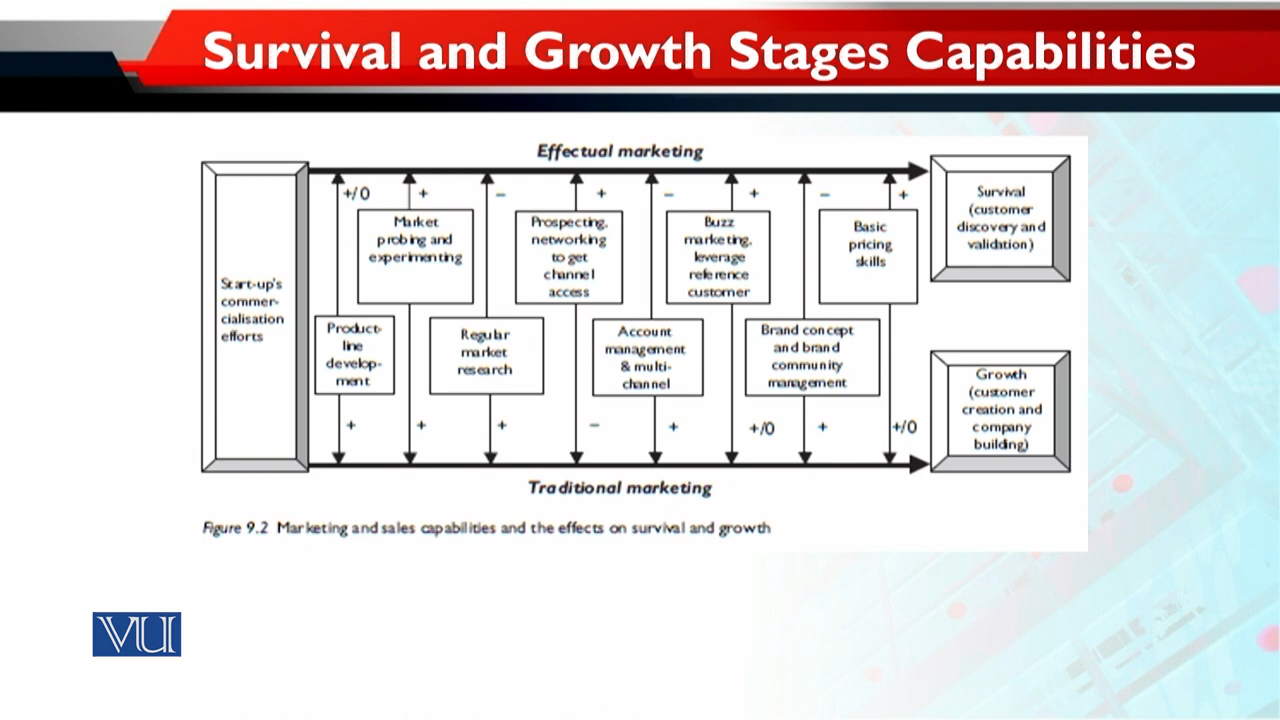 Survival and Growth Stages Capabilities
Effectual marketing
Start-up's
commer-
cialisation
efforts
+/0
+
–
+
–
+
–
+
Market
probing and
experimenting
Prospecting,
networking
to get
channel
access
Buzz
marketing,
leverage
reference
customer
Basic
pricing
skills
Survival
(customer
discovery and
validation)
Product-
line
develop-
ment
Regular
market
research
Account
management
& multi-
channel
Brand concept
and brand
community
management
Growth
(customer
creation and
company
building)
+
+
+
–
+
+/0
+
+/0
Traditional marketing
Figure 9.2 Marketing and sales capabilities and the effects on survival and growth
VU